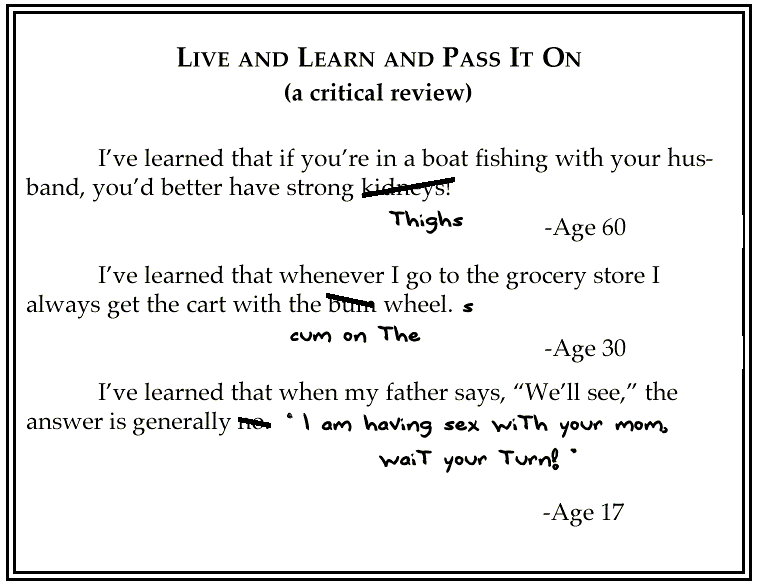 LIVE AND LEARN AND PASS IT ON
(a critical review)
I've learned that if you're in a boat fishing with your hus-
band, you'd better have strong kidneys!
Thighs
-Age 60
I've learned that whenever I go to the grocery store I
always get the cart with the bum wheel. s
cum on The
-Age 30
I've learned that when my father says, “We'll see,” the
answer is generally no. "I am having sex wiTh your mom,
waiT your Turn!"
-Age 17